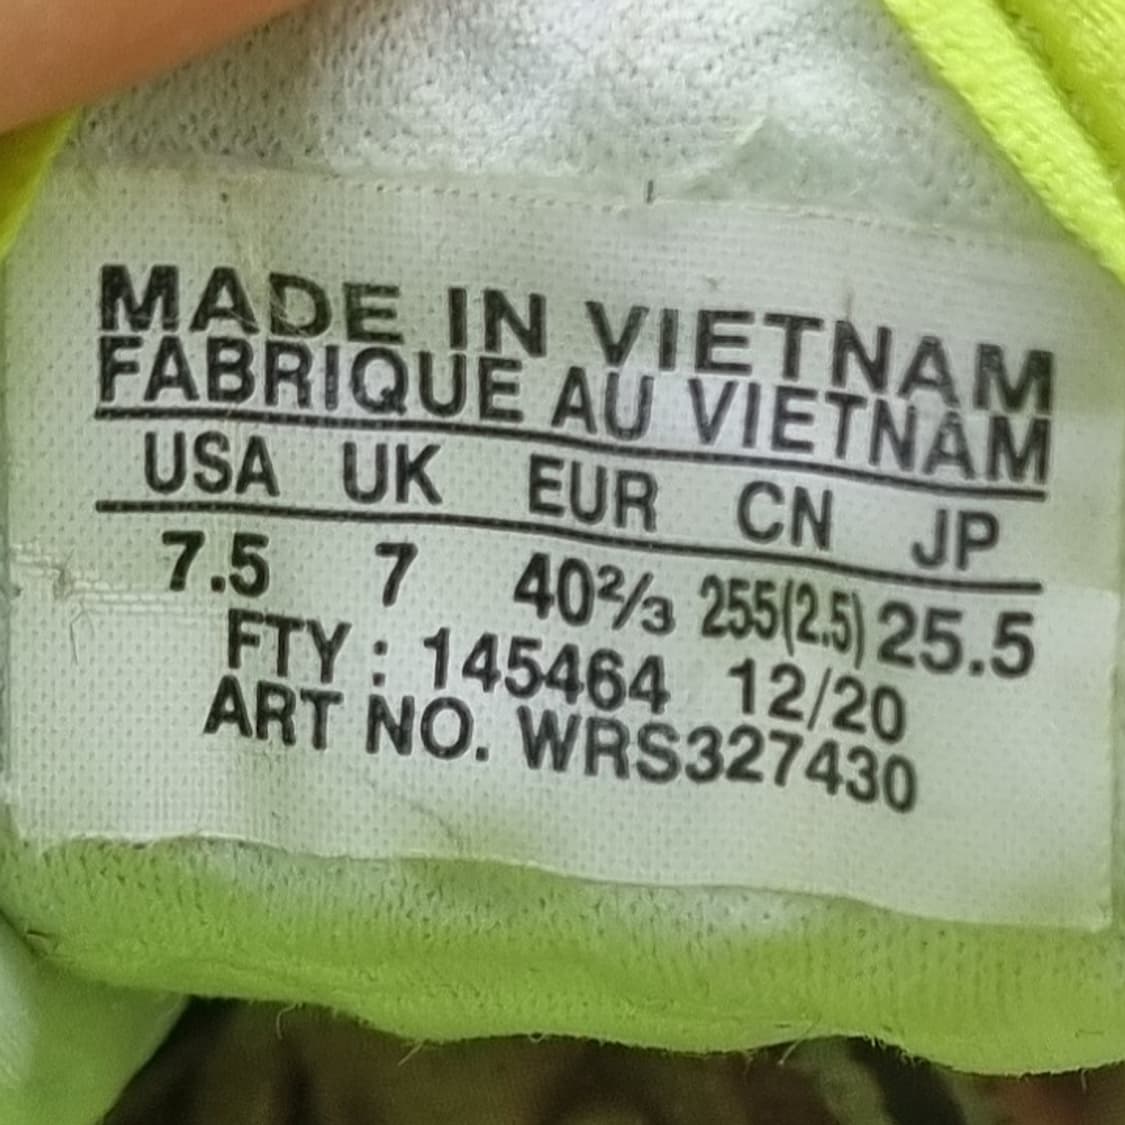 MADE IN VIETNAM
FABRIQUE AU VIETNAM
USA UK EUR CN JP
7.5 7 40⅔ 255(2.5) 25.5
FTY : 145464 12/20
ART NO. WRS327430